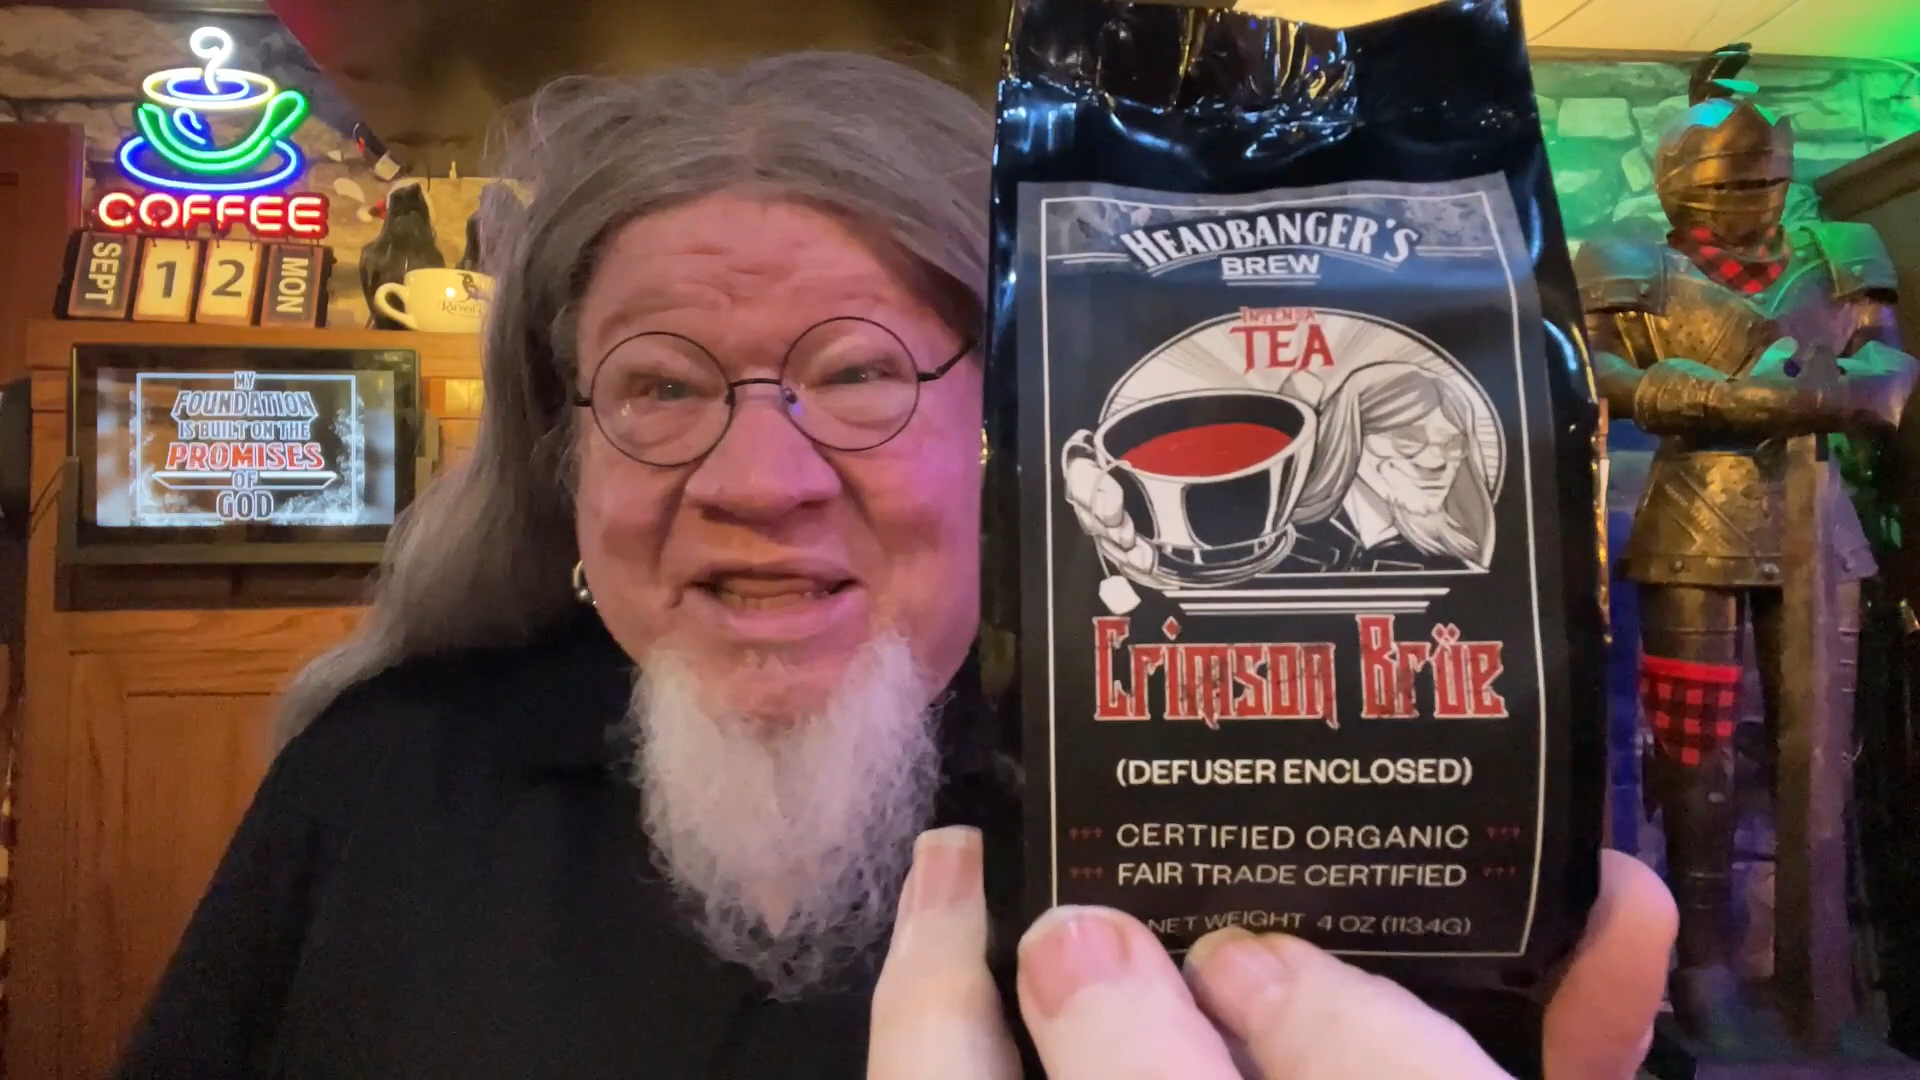 COFFEE
SEPT 12 MON
MY
FOUNDATION
IS BUILT ON THE
PROMISES
OF
GOD
HEADBANGER'S
BREW
TEA
Crimson Brüe
(DEFUSER ENCLOSED)
CERTIFIED ORGANIC
FAIR TRADE CERTIFIED
NET WEIGHT 4 OZ (113.4G)